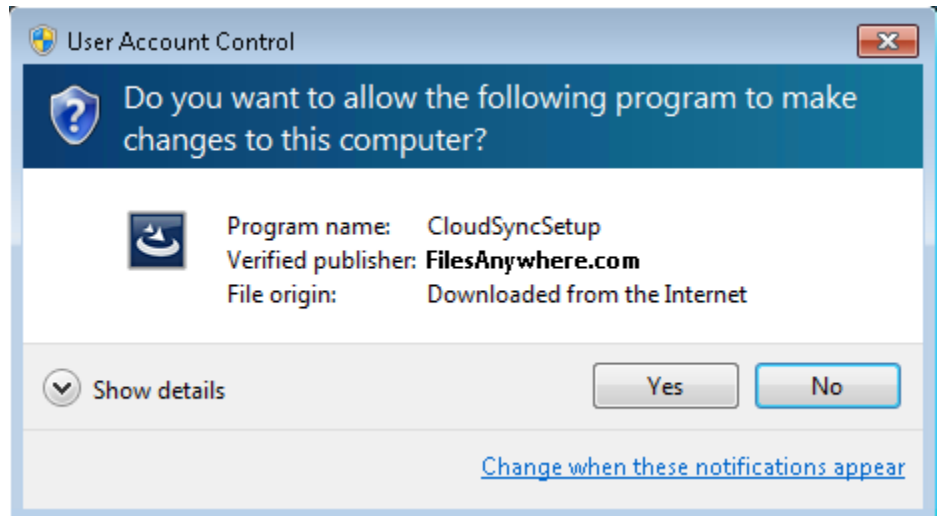 User Account Control
Do you want to allow the following program to make
changes to this computer?
Program name: CloudSyncSetup
Verified publisher: FilesAnywhere.com
File origin: Downloaded from the Internet
Show details
Yes
No
Change when these notifications appear